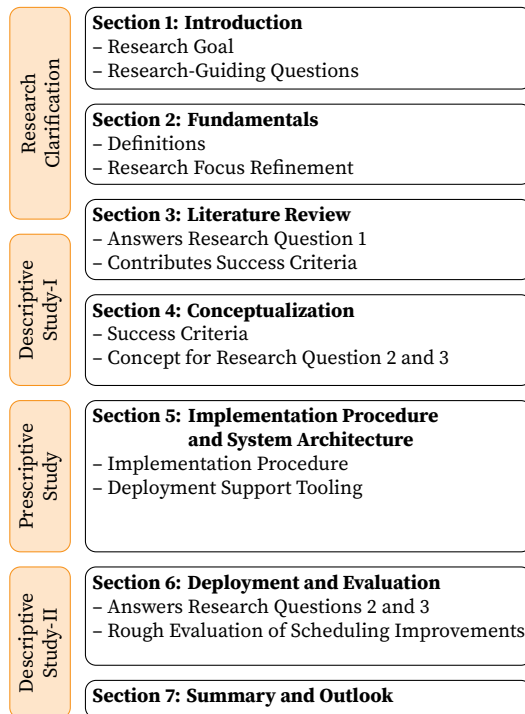 Research
Clarification
Section 1: Introduction
– Research Goal
– Research-Guiding Questions
Section 2: Fundamentals
– Definitions
– Research Focus Refinement
Section 3: Literature Review
– Answers Research Question 1
– Contributes Success Criteria
Descriptive
Study-I
Section 4: Conceptualization
– Success Criteria
– Concept for Research Question 2 and 3
Prescriptive
Study
Section 5: Implementation Procedure
and System Architecture
– Implementation Procedure
– Deployment Support Tooling
Descriptive
Study-II
Section 6: Deployment and Evaluation
– Answers Research Questions 2 and 3
– Rough Evaluation of Scheduling Improvements
Section 7: Summary and Outlook